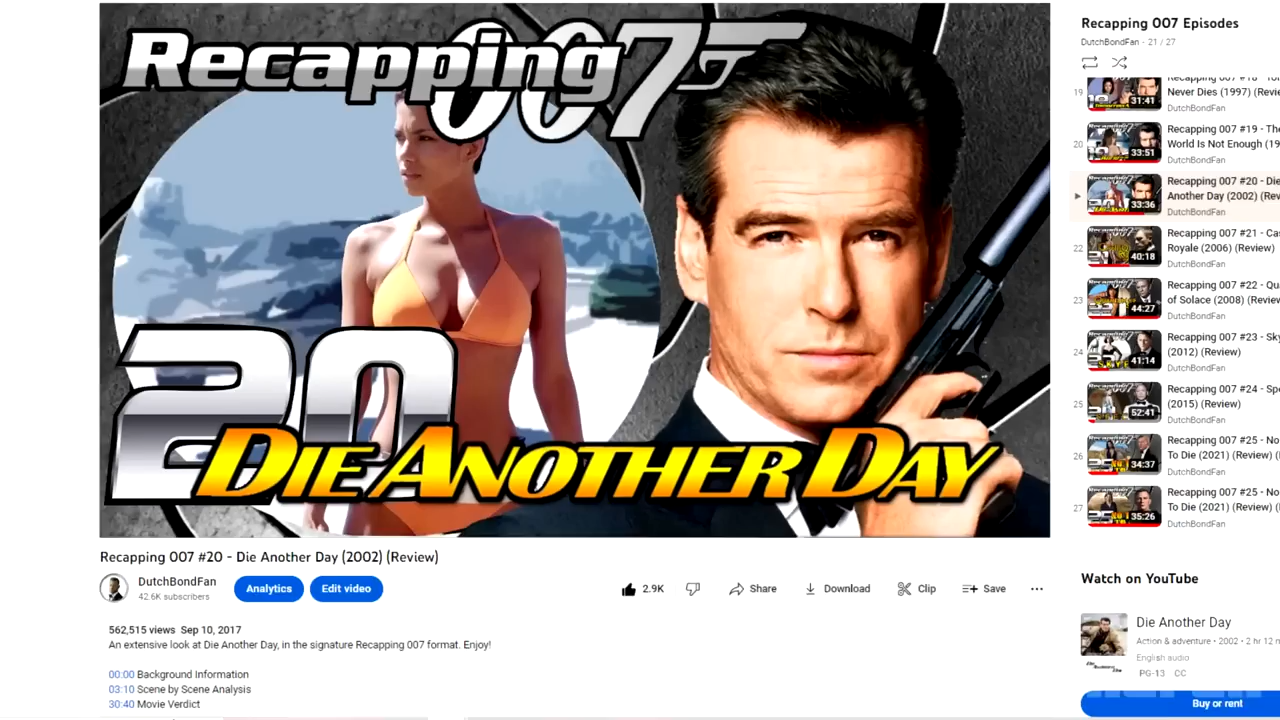 Recapping 007
20
DIE ANOTHER DAY
Recapping 007 #20 - Die Another Day (2002) (Review)
DutchBondFan
42.6K subscribers
Analytics
Edit video
2.9K
Share
Download
Clip
Save
562,515 views Sep 10, 2017
An extensive look at Die Another Day, in the signature Recapping 007 format. Enjoy!
00:00 Background Information
03:10 Scene by Scene Analysis
30:40 Movie Verdict
Recapping 007 Episodes
DutchBondFan - 21 / 27
19
31:41
Recapping 007 #18 -
Never Dies (1997) (Revie
DutchBondFan
20
33:51
Recapping 007 #19 - The
World Is Not Enough (19
DutchBondFan
33:36
Recapping 007 #20 - Die
Another Day (2002) (Rev
DutchBondFan
22
40:18
Recapping 007 #21 - Cas
Royale (2006) (Review)
DutchBondFan
23
44:27
Recapping 007 #22 - Qu
of Solace (2008) (Review
DutchBondFan
24
41:14
Recapping 007 #23 - Sky
(2012) (Review)
DutchBondFan
25
52:41
Recapping 007 #24 - Sp
(2015) (Review)
DutchBondFan
26
34:37
Recapping 007 #25 - No
To Die (2021) (Review) (
DutchBondFan
27
35:26
Recapping 007 #25 - No
To Die (2021) (Review) (
DutchBondFan
Watch on YouTube
Die Another Day
Action & adventure • 2002 • 2 hr 12 m
English audio
PG-13 CC
Buy or rent